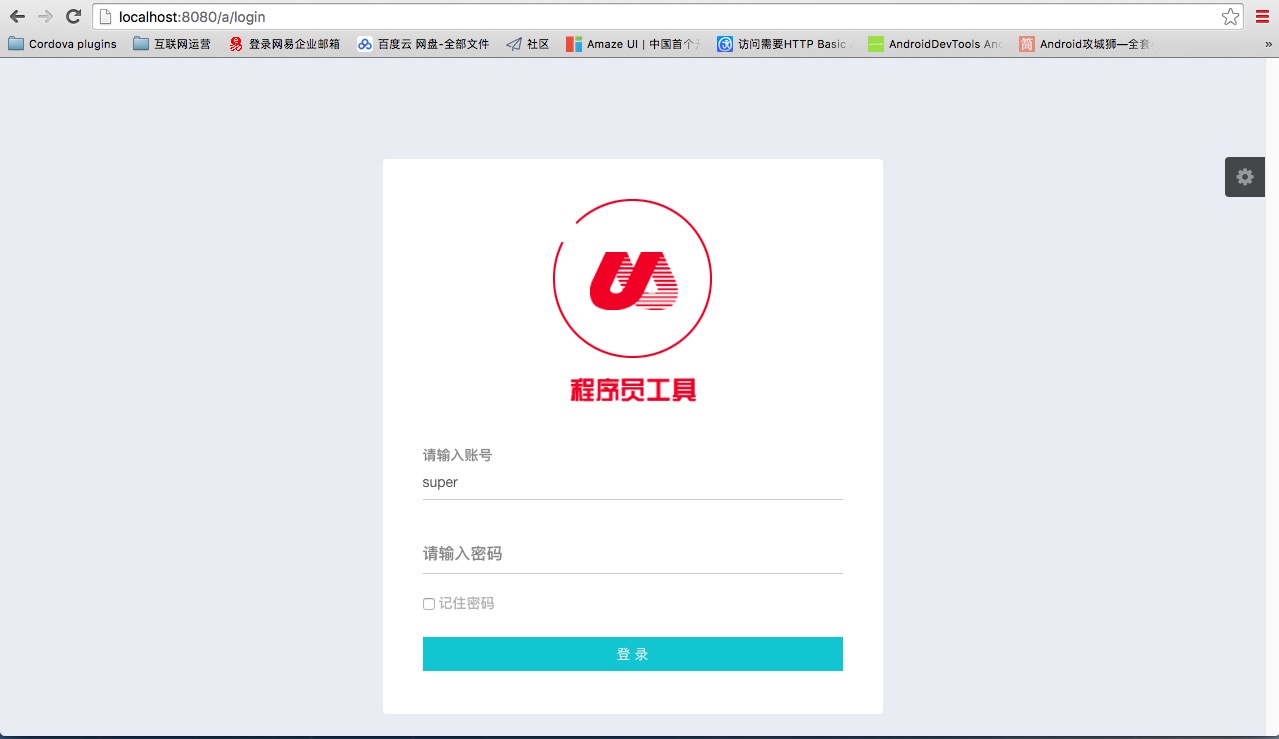 localhost:8080/a/login
Cordova plugins 互联网运营 登录网易企业邮箱 百度云 网盘-全部文件 社区 Amaze UI | 中国首个 访问需要HTTP Basic AndroidDevTools An 简 Android攻城狮—全套 »
程序员工具
请输入账号
super
请输入密码
记住密码
登 录